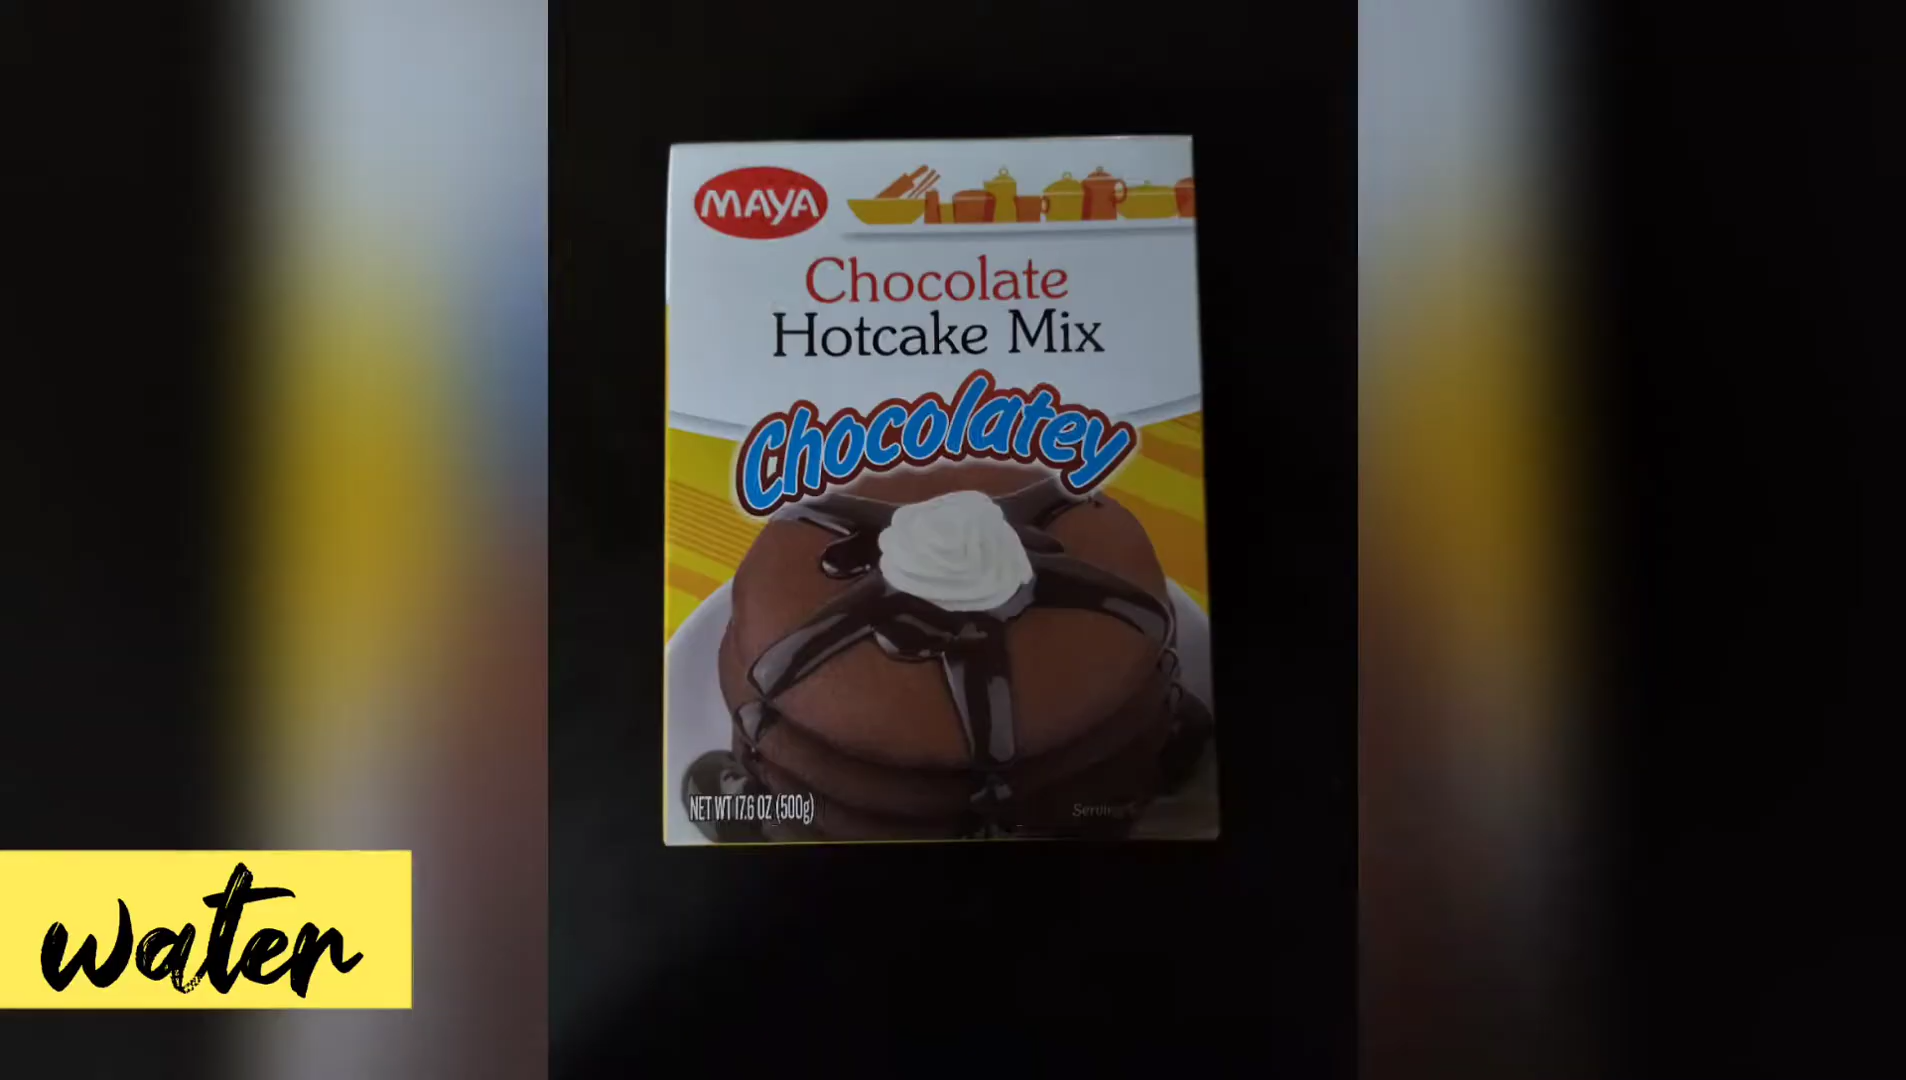 MAYA
Chocolate
Hotcake Mix
Chocolatey
NET WT 17.6 OZ (500g)
water